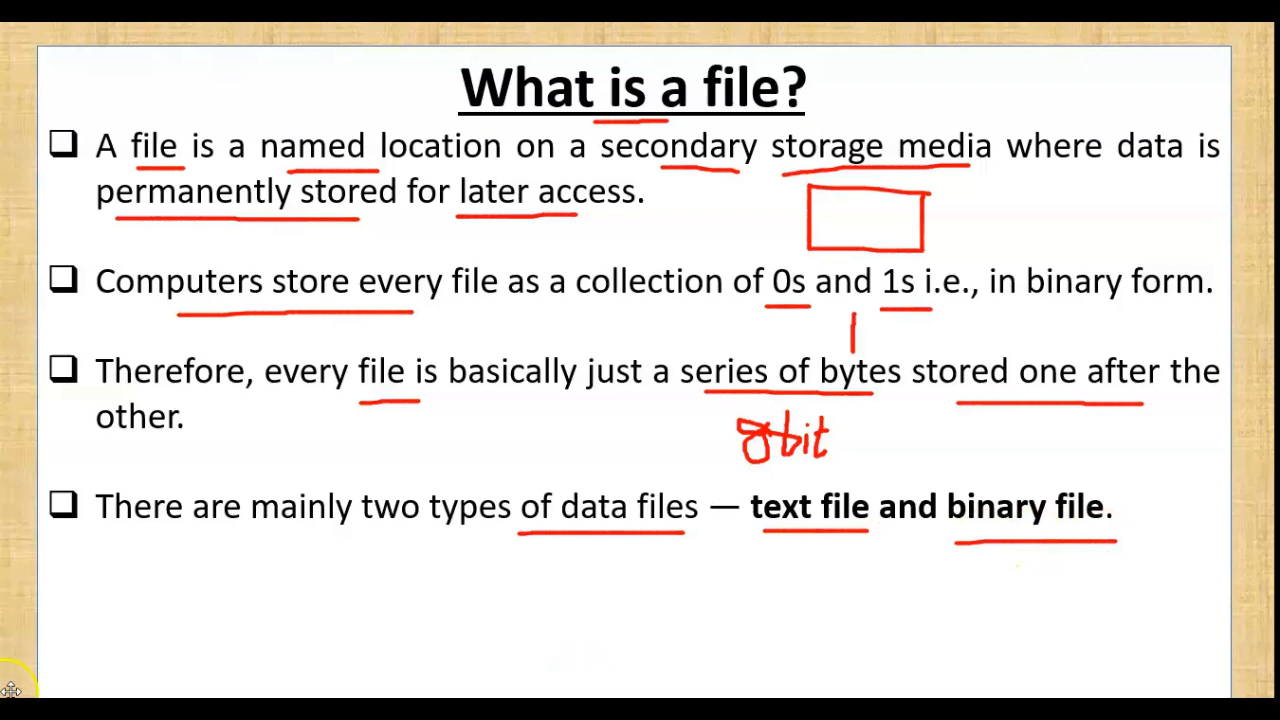 What is a file?
A file is a named location on a secondary storage media where data is
permanently stored for later access.
Computers store every file as a collection of 0s and 1s i.e., in binary form.
Therefore, every file is basically just a series of bytes stored one after the
other.
8bit
There are mainly two types of data files — text file and binary file.